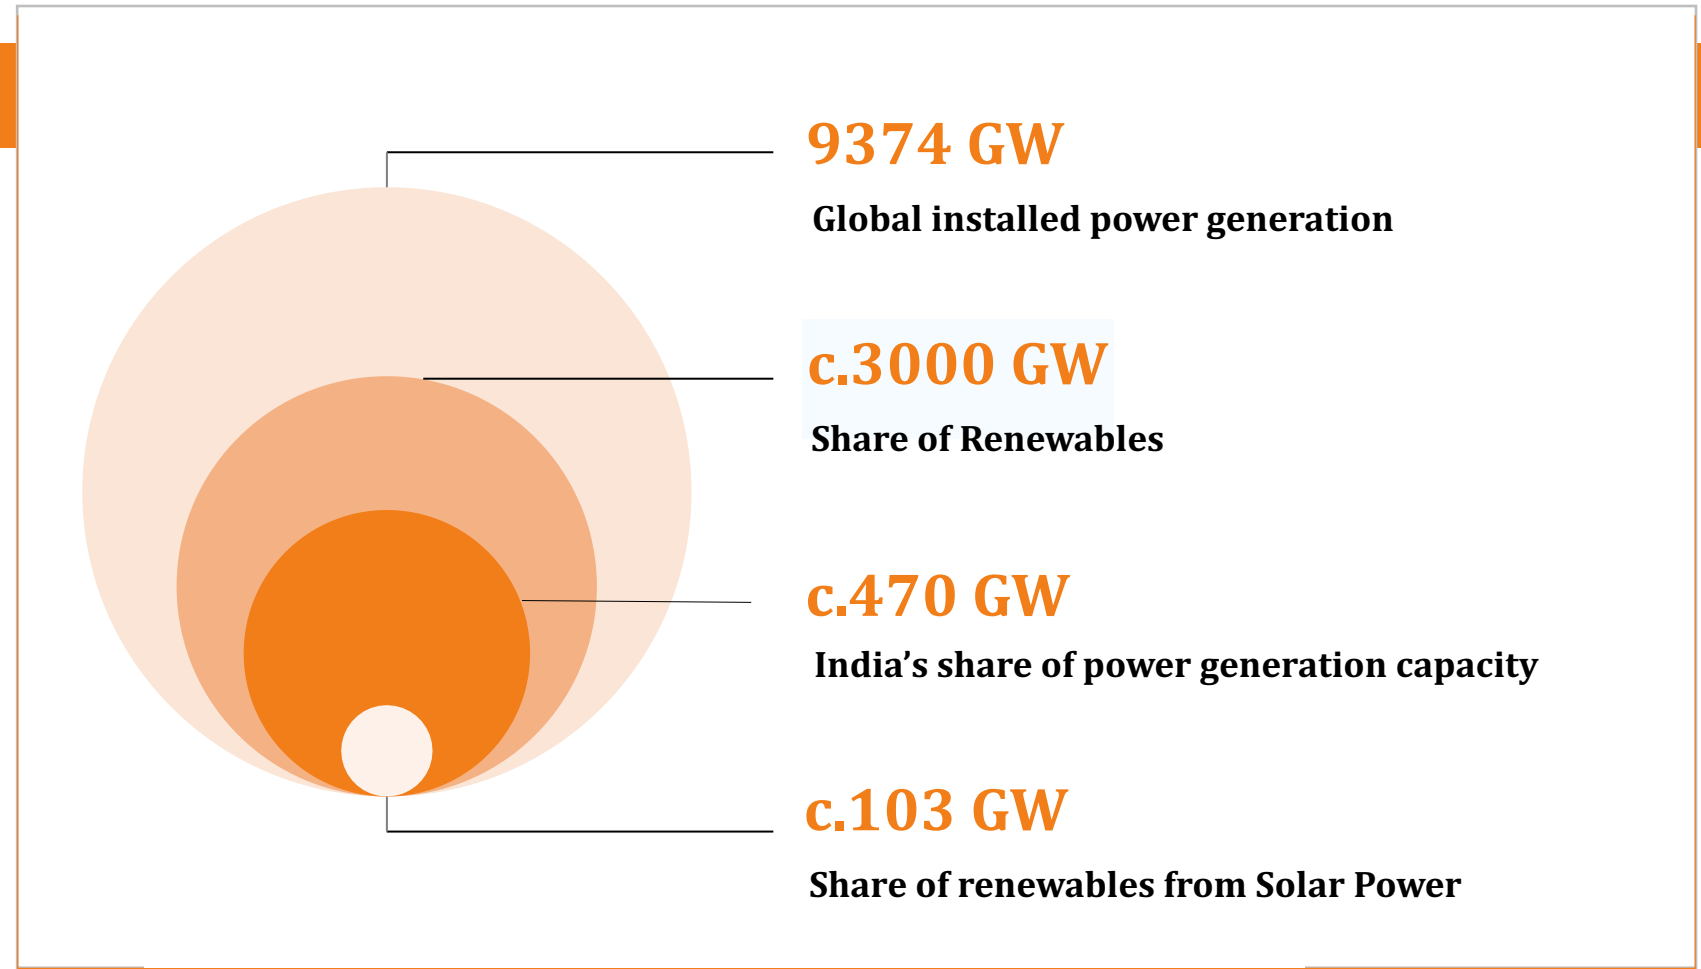 9374 GW
Global installed power generation
c.3000 GW
Share of Renewables
c.470 GW
India’s share of power generation capacity
c.103 GW
Share of renewables from Solar Power